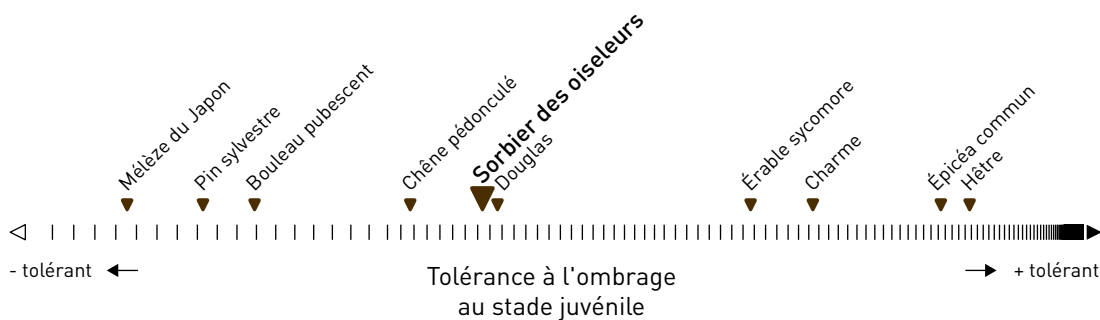 Mélèze du Japon
Pin sylvestre
Bouleau pubescent
Chêne pédonculé
Sorbier des oiseleurs
Douglas
Érable sycomore
Charme
Épicéa commun
Hêtre
- tolérant
+ tolérant
Tolérance à l'ombrage
au stade juvénile